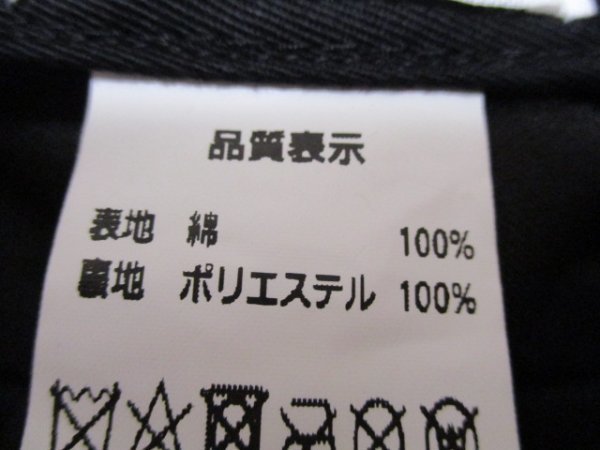 品質表示
表地 綿 100%
裏地 ポリエステル 100%